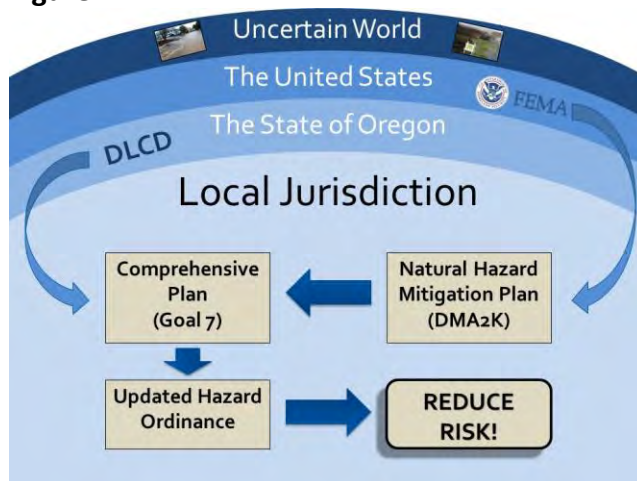 Uncertain World
The United States
FEMA
The State of Oregon
DLCD
Local Jurisdiction
Comprehensive
Plan
(Goal 7)
Natural Hazard
Mitigation Plan
(DMA2K)
Updated Hazard
Ordinance
REDUCE
RISK!